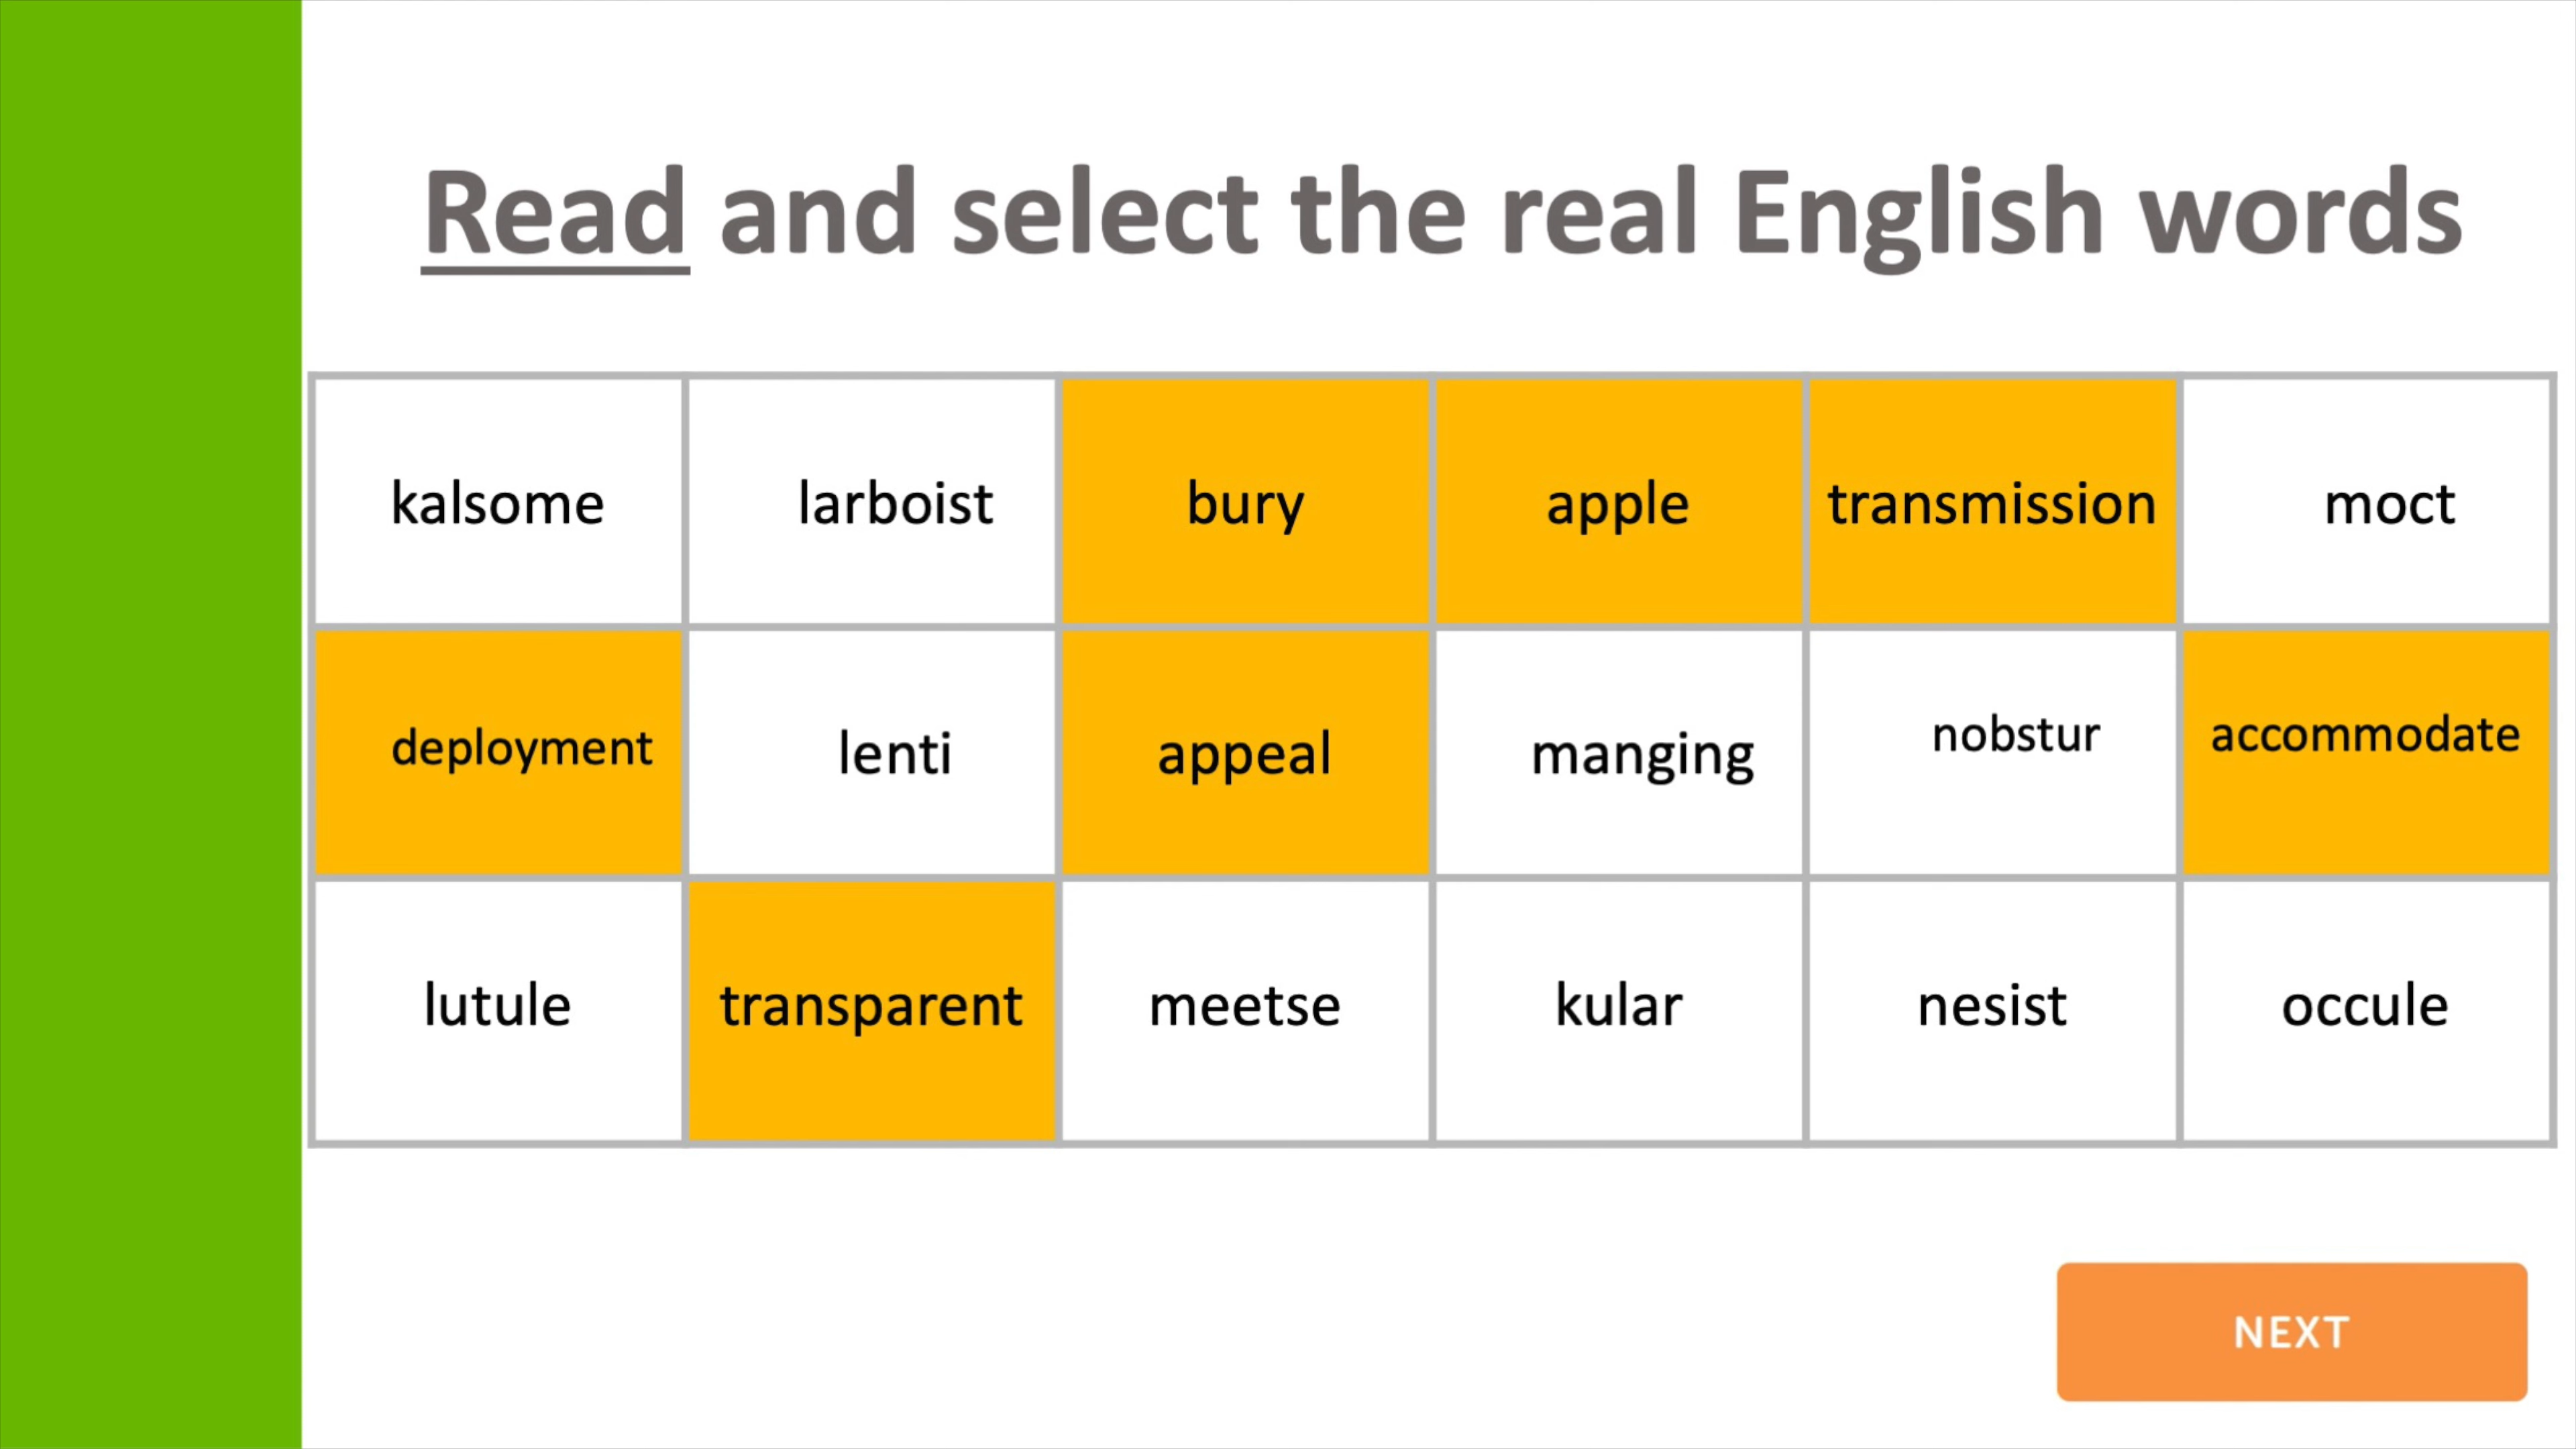 Read and select the real English words
kalsome larboist bury apple transmission moct
deployment lenti appeal manging nobstur accommodate
lutule transparent meetse kular nesist occule
NEXT